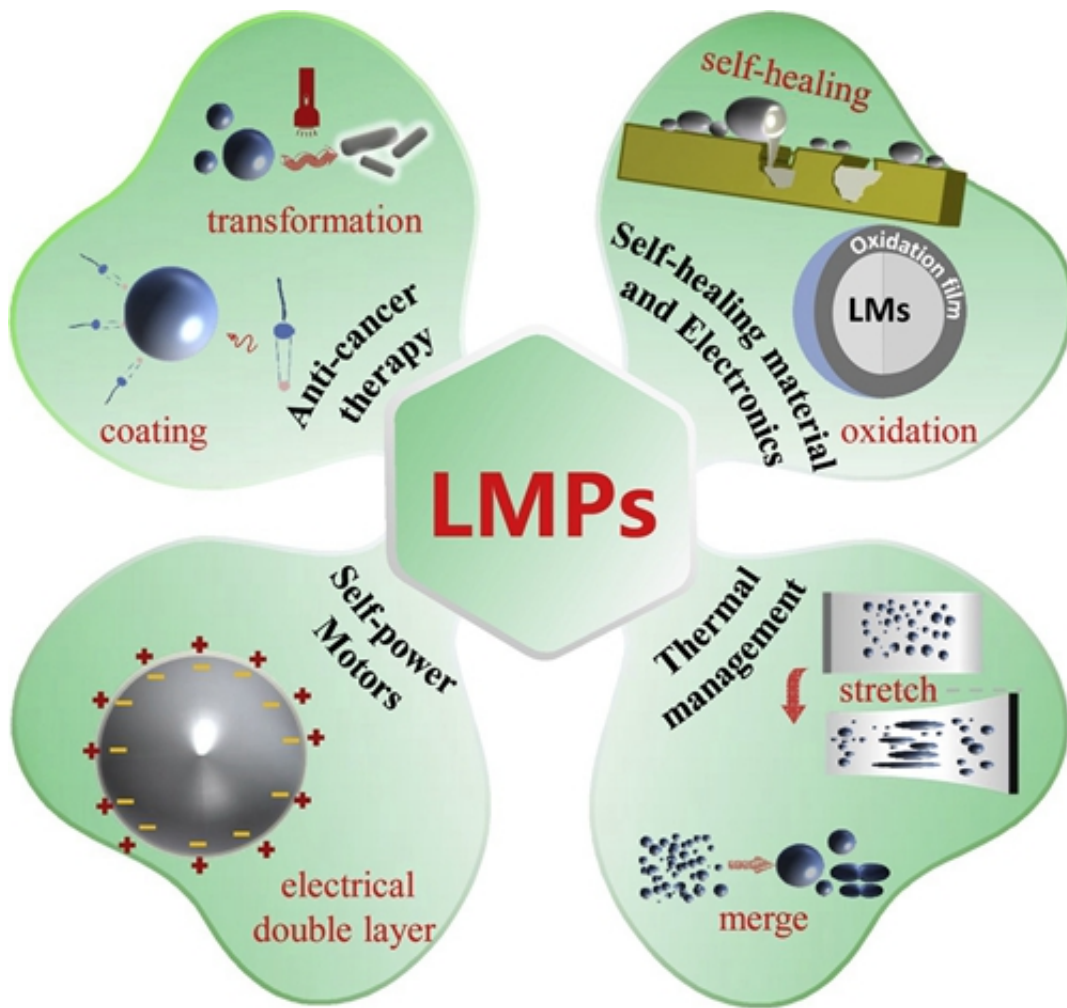 transformation
coating
Anti-cancer
therapy
self-healing
Oxidation film
LMs
oxidation
Self-healing material
and Electronics
LMPs
Self-power
Motors
electrical
double layer
Thermal
management
stretch
merge